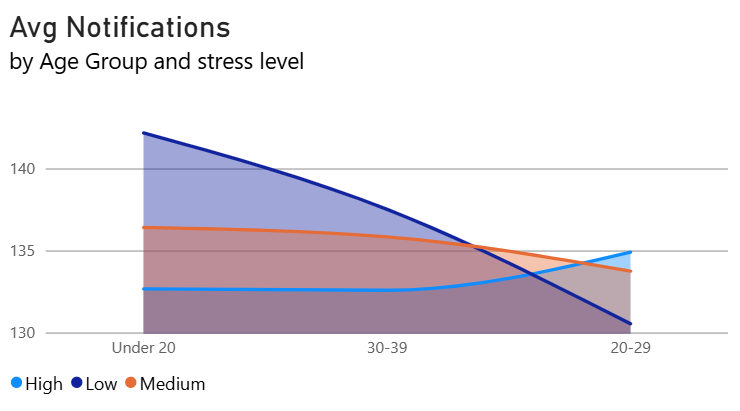 Avg Notifications
by Age Group and stress level
140
135
130
Under 20 30-39 20-29
High Low Medium